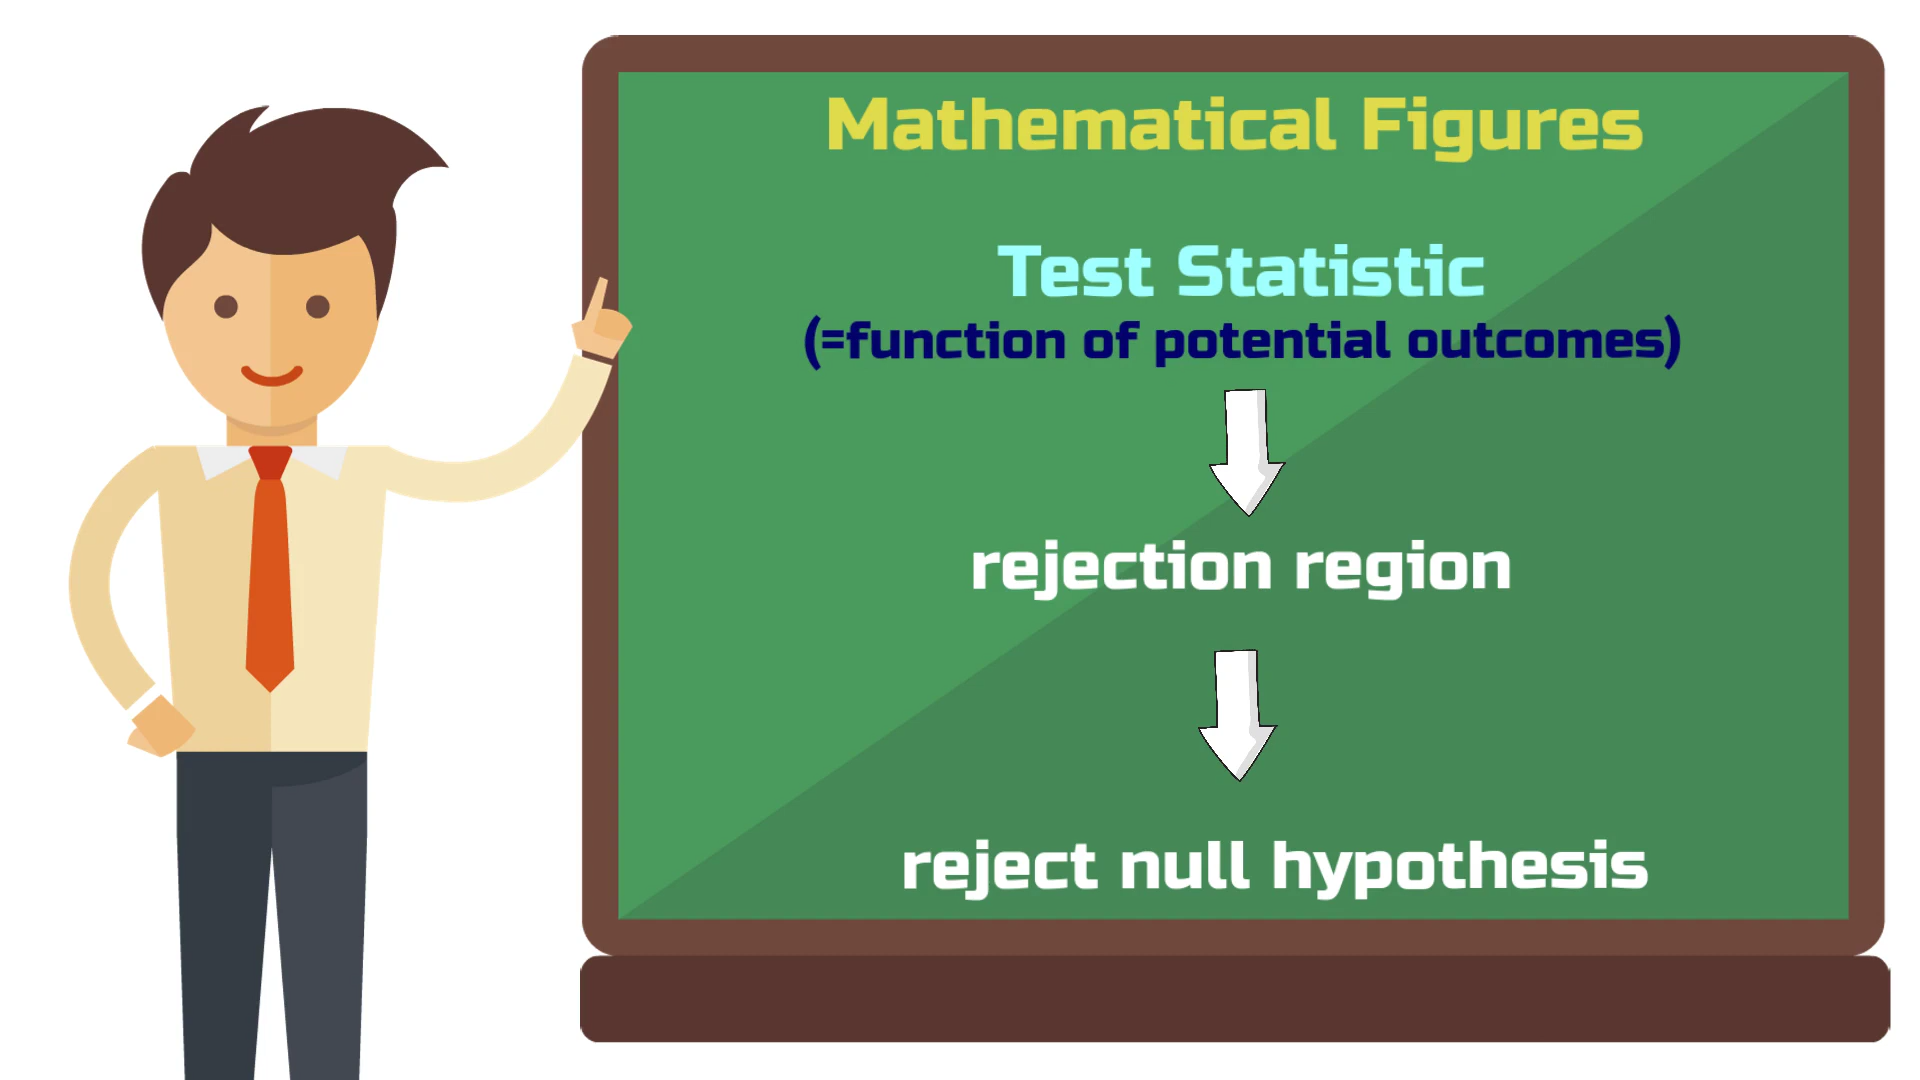 Mathematical Figures
Test Statistic
(=function of potential outcomes)
rejection region
reject null hypothesis